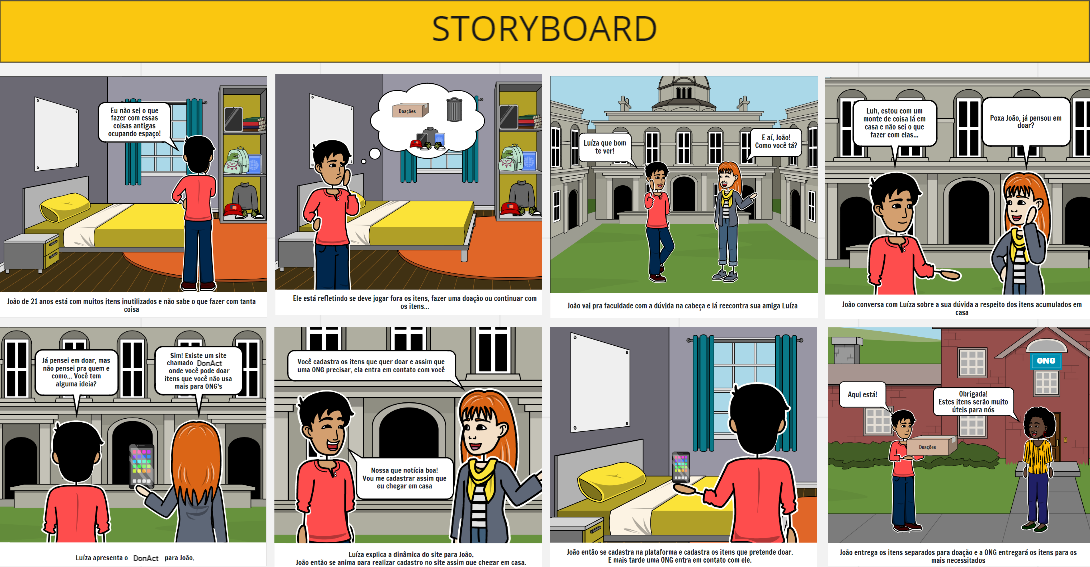 STORYBOARD
Eu não sei o que
fazer com essas
coisas antigas
ocupando espaço!
João de 21 anos está com muitos itens inutilizados e não sabe o que fazer com tanta
coisa
Doações
Ele está refletindo se deve jogar fora os itens, fazer uma doação ou continuar com
os itens...
Luíza que bom
te ver!
E aí, João!
Como você tá?
João vai pra faculdade com a dúvida na cabeça e lá reecontra sua amiga Luíza
Luh, estou com um
monte de coisa lá em
casa e não sei o que
fazer com elas...
Poxa João, já pensou em
doar?
João conversa com Luíza sobre a sua dúvida a respeito dos itens acumulados em
casa
Já pensei em doar, mas
não pensei pra quem e
como... Você tem
alguma ideia?
Sim! Existe um site
chamado DonAct
onde você pode doar
itens que você não usa
mais para ONG's
Luíza apresenta o DonAct para João,
Você cadastra os itens que quer doar e assim que
uma ONG precisar, ela entra em contato com você
Nossa que notícia boa!
Vou me cadastrar assim que
eu chegar em casa
Luíza explica a dinâmica do site para João,
João então se anima para realizar cadastro no site assim que chegar em casa.
João então se cadastra na plataforma e cadastra os itens que pretende doar.
E mais tarde uma ONG entra em contato com ele.
ONG
Aqui está!
Obrigada!
Estes itens serão muito
úteis para nós
Doações
João entrega os itens separados para doação e a ONG entregará os itens para os
mais necessitados